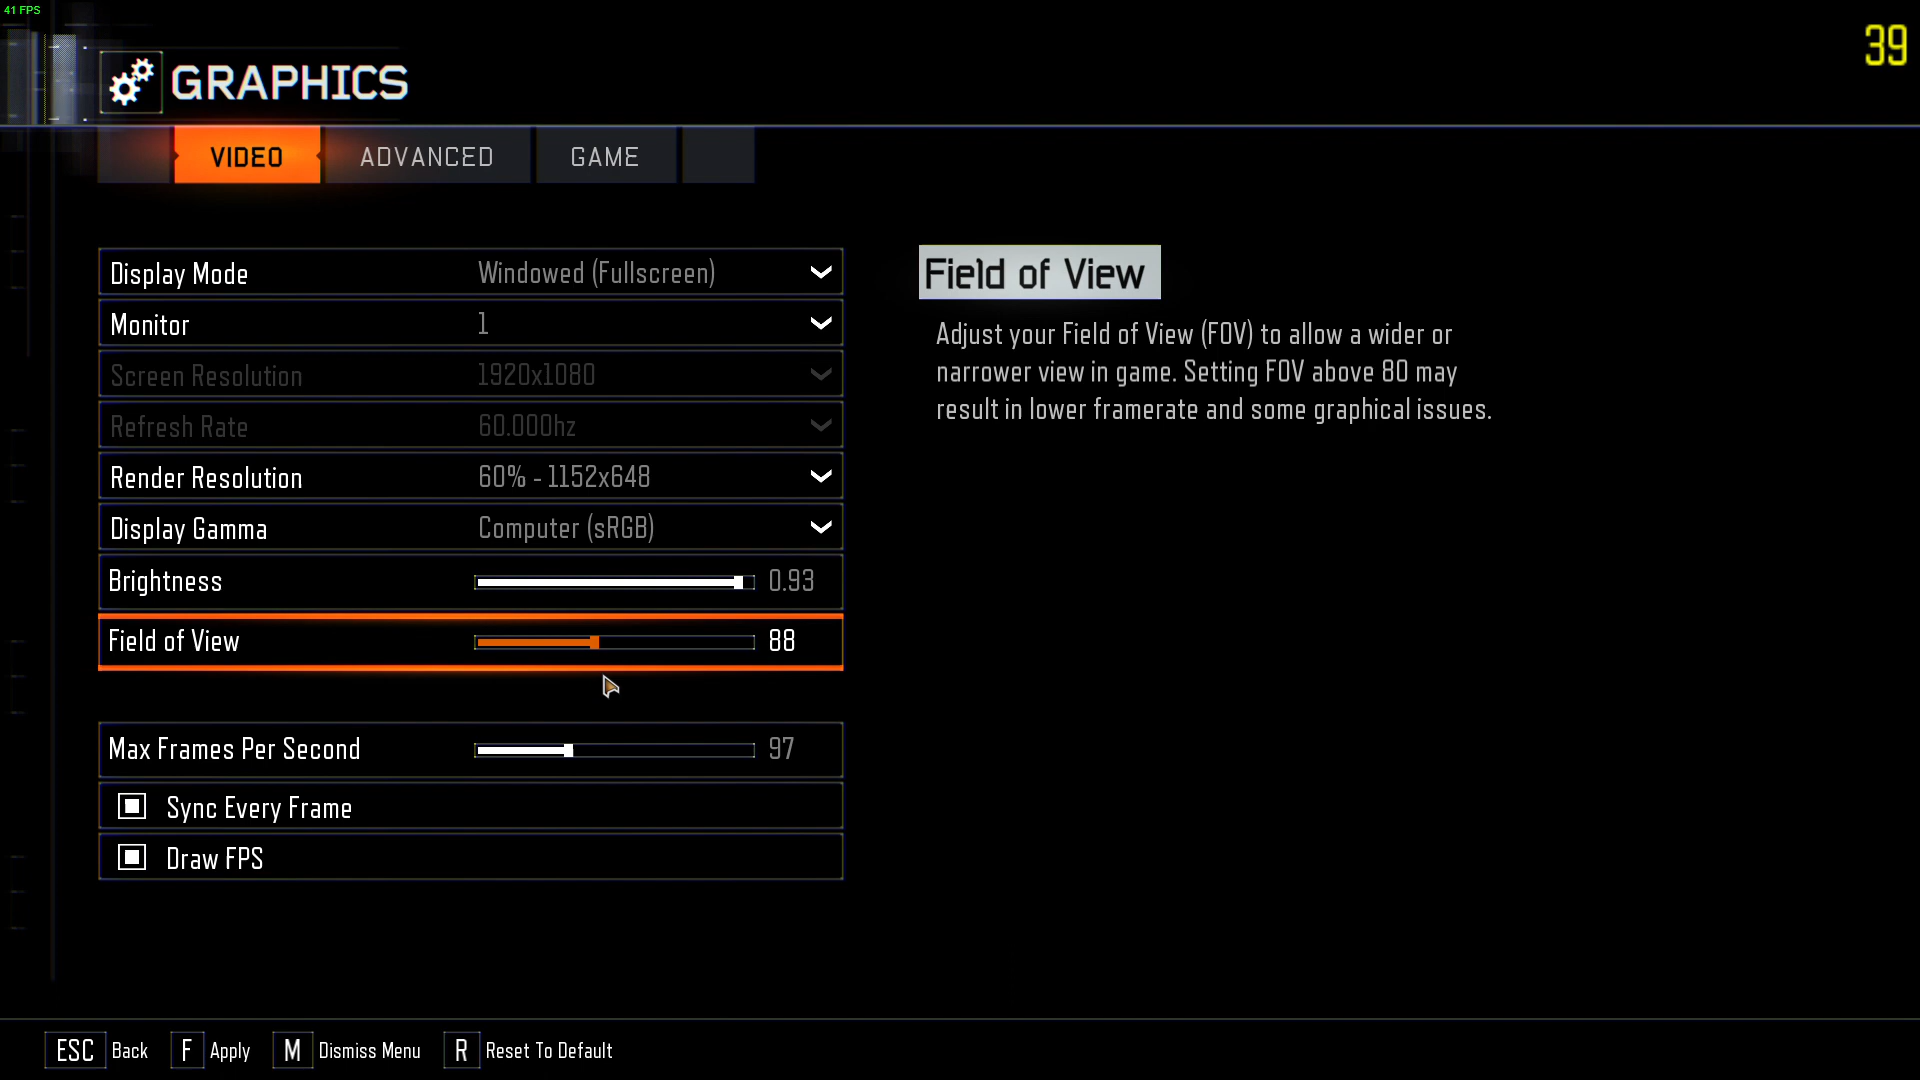 41 FPS
39
GRAPHICS
VIDEO ADVANCED GAME
Display Mode Windowed (Fullscreen)
Monitor 1
Screen Resolution 1920x1080
Refresh Rate 60.000hz
Render Resolution 60% - 1152x648
Display Gamma Computer (sRGB)
Brightness 0.93
Field of View 88
Max Frames Per Second 97
Sync Every Frame
Draw FPS
Field of View
Adjust your Field of View (FOV) to allow a wider or
narrower view in game. Setting FOV above 80 may
result in lower framerate and some graphical issues.
ESC Back F Apply M Dismiss Menu R Reset To Default